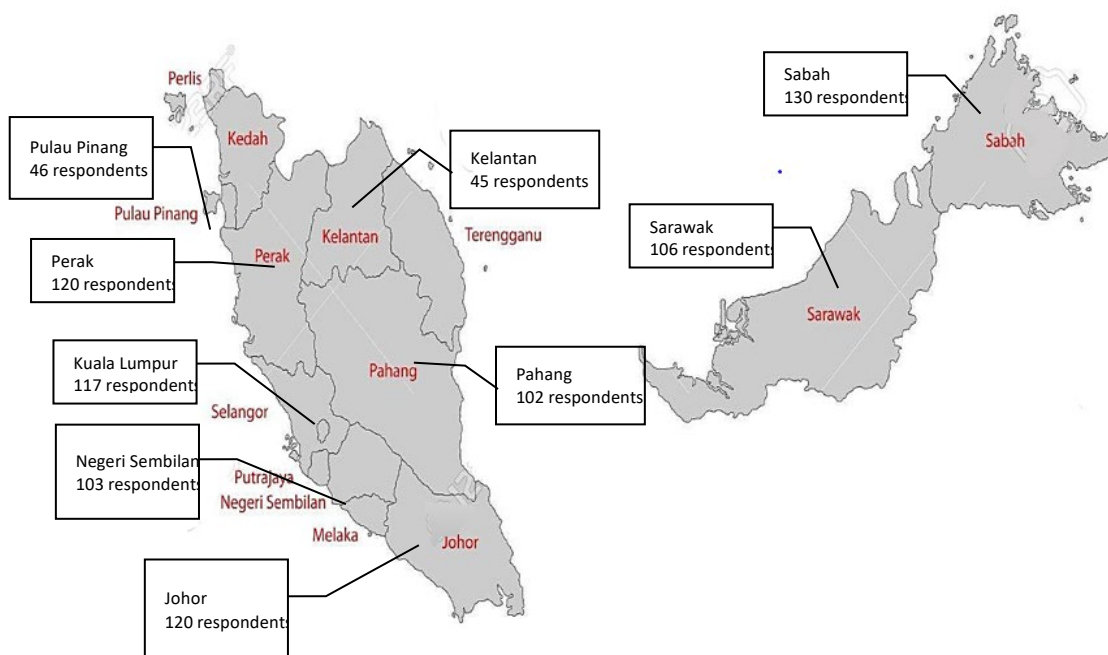 Perlis
Kedah
Pulau Pinang
46 respondents
Kelantan
45 respondents
Pulau Pinang
Kelantan
Terengganu
Perak
Perak
120 respondents
Kuala Lumpur
117 respondents
Pahang
Pahang
102 respondents
Selangor
Negeri Sembilan
103 respondents
Putrajaya
Negeri Sembilan
Melaka
Johor
Johor
120 respondents
Sabah
130 respondents
Sabah
Sarawak
106 respondents
Sarawak